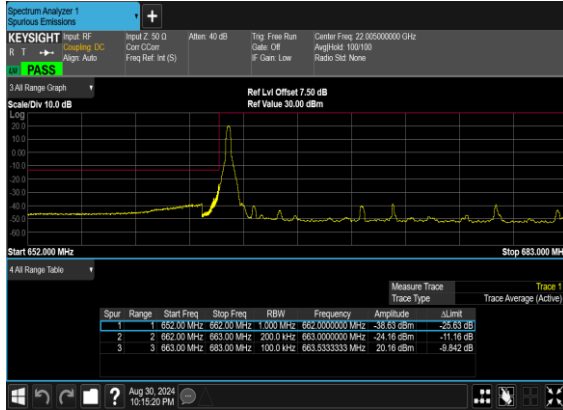 Spectrum Analyzer 1
Spurious Emissions
KEYSIGHT Input: RF Input Z: 50 Ω Atten: 40 dB Trig: Free Run Center Freq: 22.005000000 GHz
R T Coupling: DC Corr CCorr Gate: Off Avg|Hold: 100/100
Align: Auto Freq Ref: Int (S) IF Gain: Low Radio Std: None
PASS
3 All Range Graph
Ref Lvl Offset 7.50 dB
Scale/Div 10.0 dB Ref Value 30.00 dBm
Log
20.0
10.0
0.00
-10.0
-20.0
-30.0
-40.0
-50.0
-60.0
Start 652.000 MHz Stop 683.000 MHz
4 All Range Table
Measure Trace Trace 1
Trace Type Trace Average (Active)
Spur Range Start Freq Stop Freq RBW Frequency Amplitude ΔLimit
1 1 652.00 MHz 662.00 MHz 1.000 MHz 662.0000000 MHz -38.63 dBm -25.63 dB
2 2 662.00 MHz 663.00 MHz 200.0 kHz 663.0000000 MHz -24.16 dBm -11.16 dB
3 3 663.00 MHz 683.00 MHz 100.0 kHz 663.5333333 MHz 20.16 dBm -9.842 dB
? Aug 30, 2024
10:15:20 PM